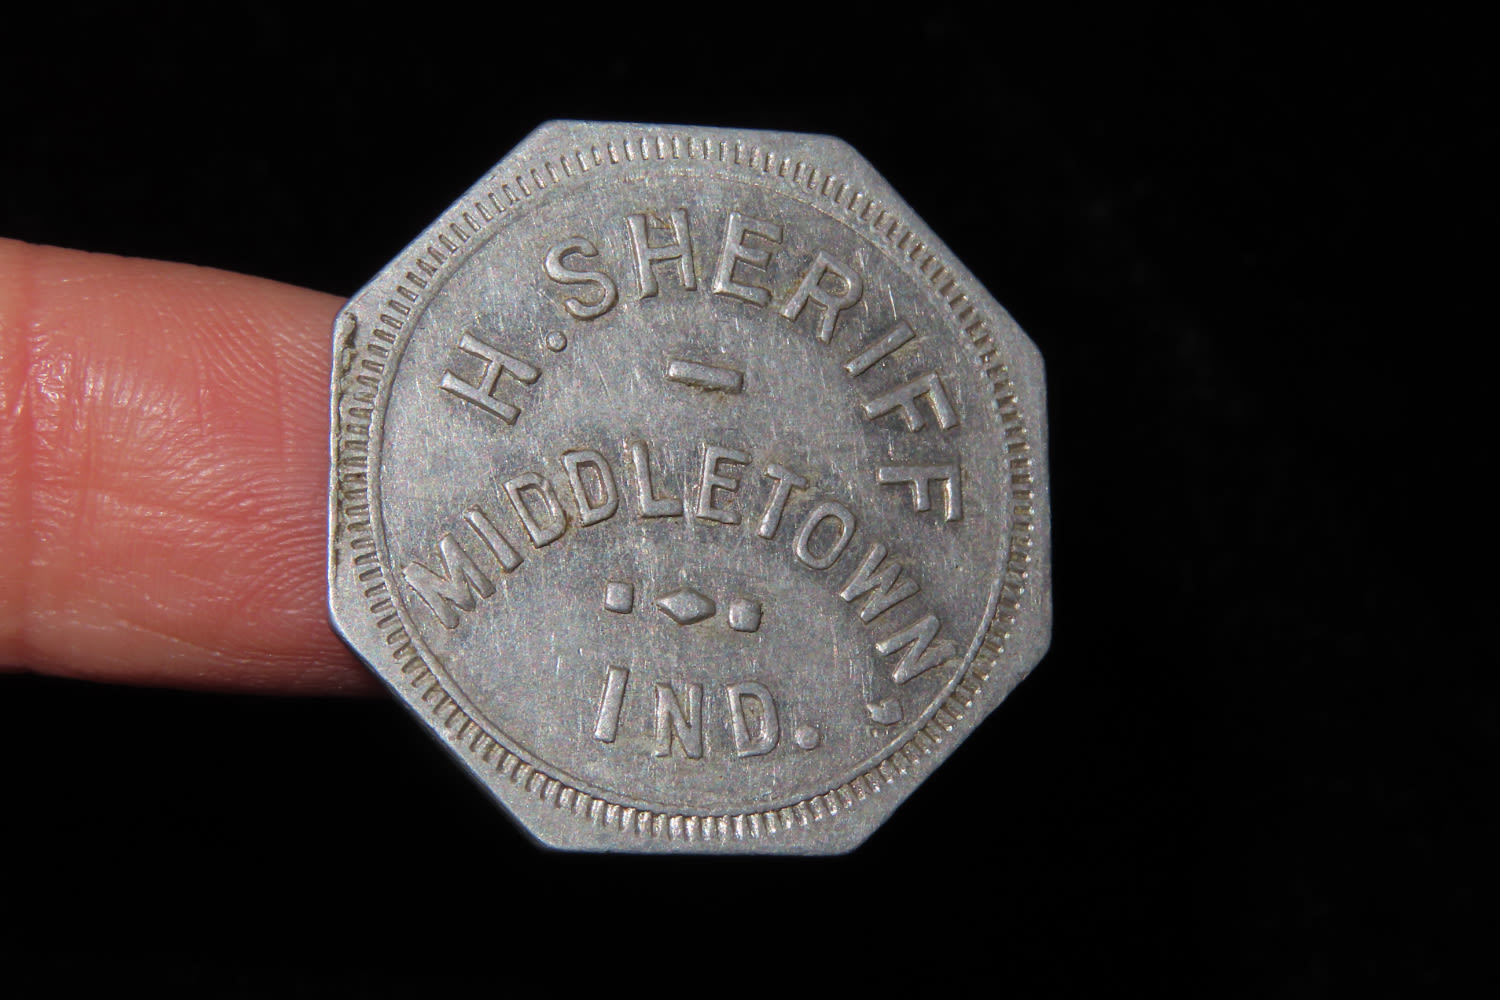 H. SHERIFF
MIDDLETOWN,
IND.